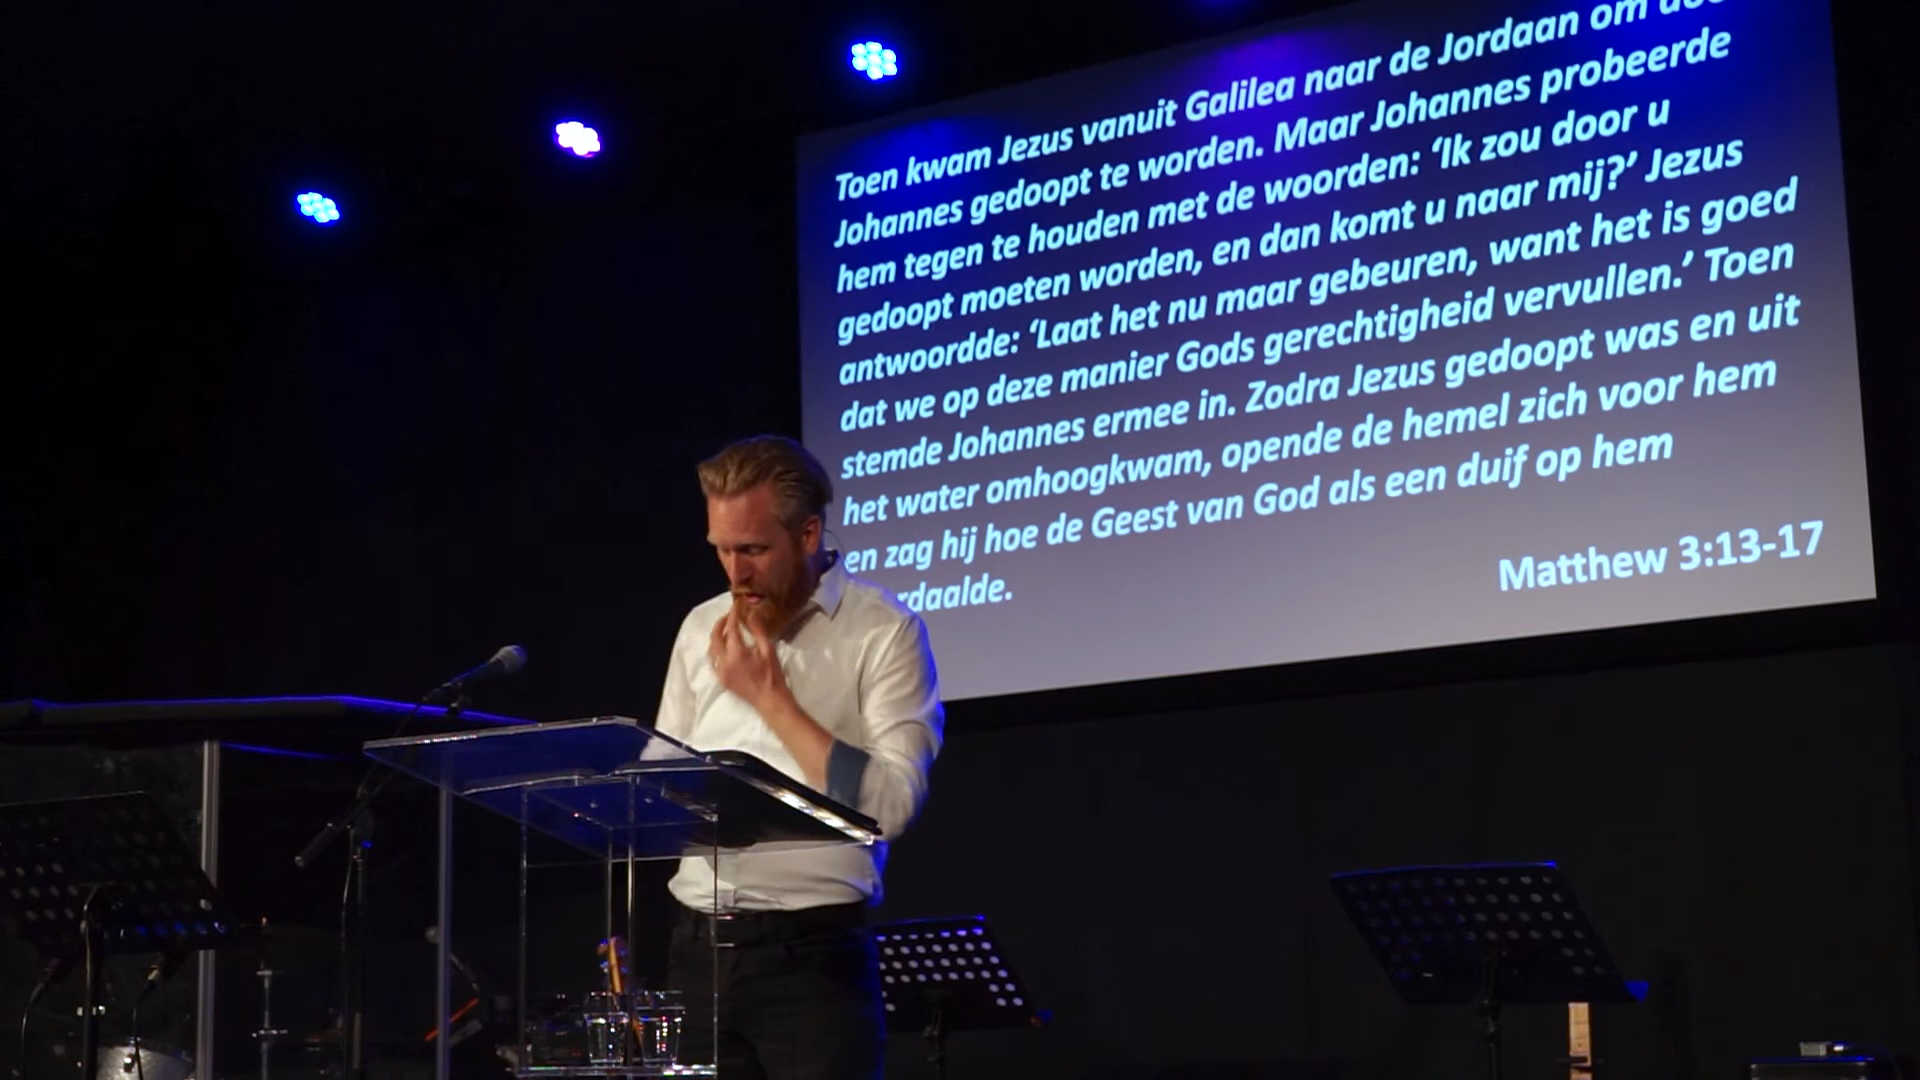 Toen kwam Jezus vanuit Galilea naar de Jordaan om
Johannes gedoopt te worden. Maar Johannes probeerde
hem tegen te houden met de woorden: ‘Ik zou door u
gedoopt moeten worden, en dan komt u naar mij?’ Jezus
antwoordde: ‘Laat het nu maar gebeuren, want het is goed
dat we op deze manier Gods gerechtigheid vervullen.’ Toen
stemde Johannes ermee in. Zodra Jezus gedoopt was en uit
het water omhoogkwam, opende de hemel zich voor hem
en zag hij hoe de Geest van God als een duif op hem
rdaalde.
Matthew 3:13-17